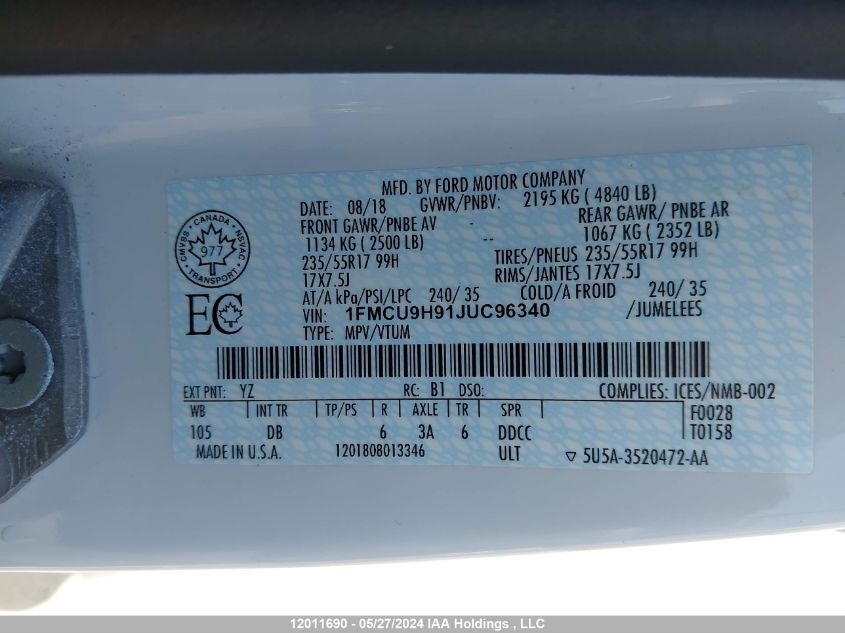 MFD. BY FORD MOTOR COMPANY
DATE: 08/18 GVWR/PNBV: 2195 KG ( 4840 LB)
FRONT GAWR/PNBE AV - REAR GAWR/ PNBE AR
1134 KG ( 2500 LB) -- 1067 KG ( 2352 LB)
235/55R17 99H TIRES/PNEUS 235/55R17 99H
17X7.5J RIMS/JANTES 17X7.5J
AT/A kPa/PSI/LPC 240/ 35 COLD/A FROID 240/ 35
VIN: 1FMCU9H91JUC96340 /JUMELEES
TYPE: MPV/VTUM
CANADA
CMVSS NSVAC
977
TRANSPORT
EC
EXT PNT: YZ RC: B1 DSO: COMPLIES: ICES/NMB-002
WB INT TR TP/PS R AXLE TR SPR F0028
105 DB 6 3A 6 DDCC T0158
MADE IN U.S.A. 1201808013346 ULT ▽ 5U5A-3520472-AA
12011690 - 05/27/2024 IAA Holdings , LLC